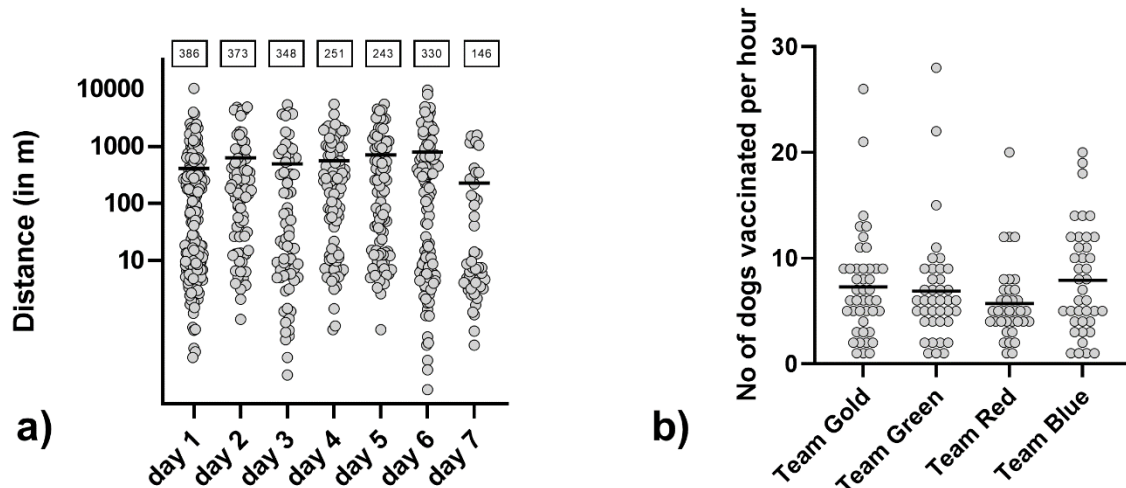 386 373 348 251 243 330 146
Distance (in m)
10000
1000
100
10
day 1 day 2 day 3 day 4 day 5 day 6 day 7
a)
No of dogs vaccinated per hour
30
20
10
0
Team Gold Team Green Team Red Team Blue
b)